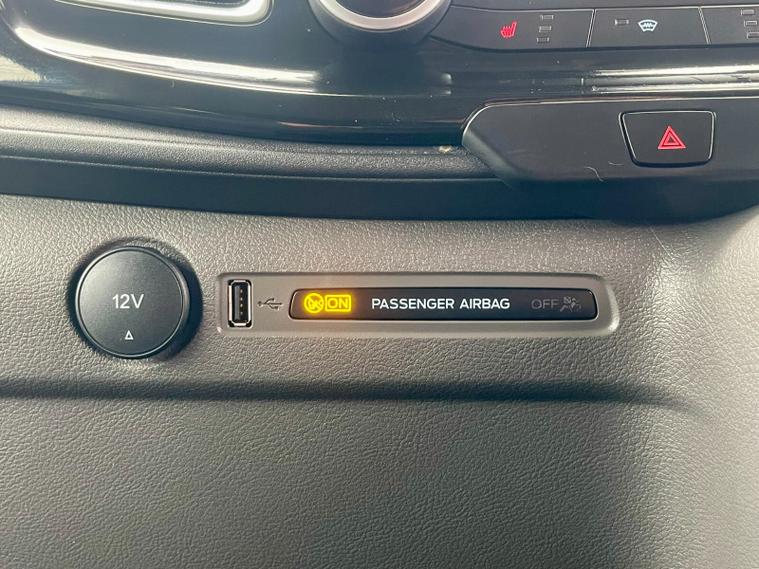 12V
ON PASSENGER AIRBAG OFF